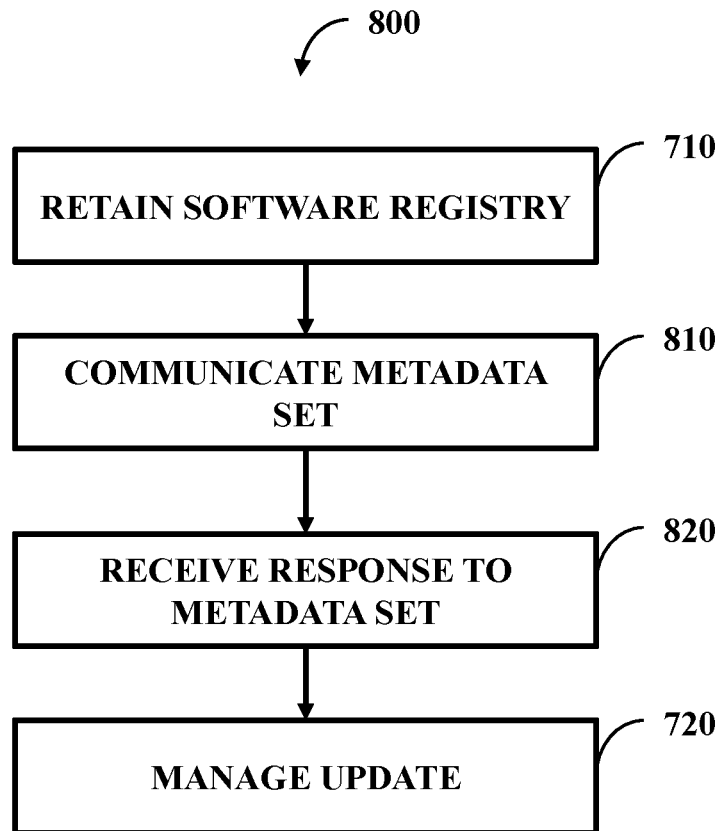 800
710
RETAIN SOFTWARE REGISTRY
810
COMMUNICATE METADATA
SET
820
RECEIVE RESPONSE TO
METADATA SET
720
MANAGE UPDATE